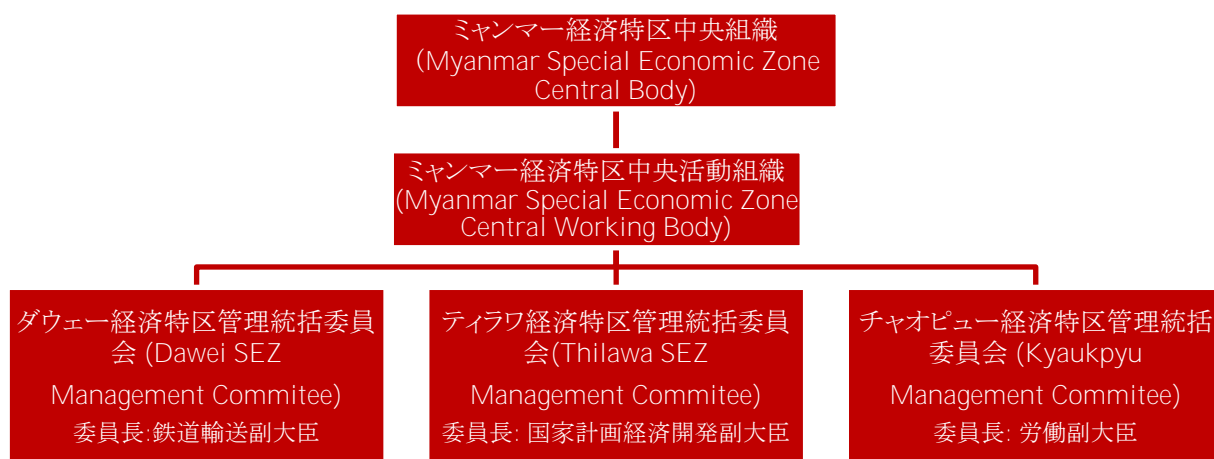 ミャンマー経済特区中央組織
(Myanmar Special Economic Zone
Central Body)
ミャンマー経済特区中央活動組織
(Myanmar Special Economic Zone
Central Working Body)
ダウェー経済特区管理統括委員
会 (Dawei SEZ
Management Commitee)
委員長:鉄道輸送副大臣
ティラワ経済特区管理統括委員
会(Thilawa SEZ
Management Commitee)
委員長: 国家計画経済開発副大臣
チャオピュー経済特区管理統括
委員会 (Kyaukpyu
Management Commitee)
委員長: 労働副大臣